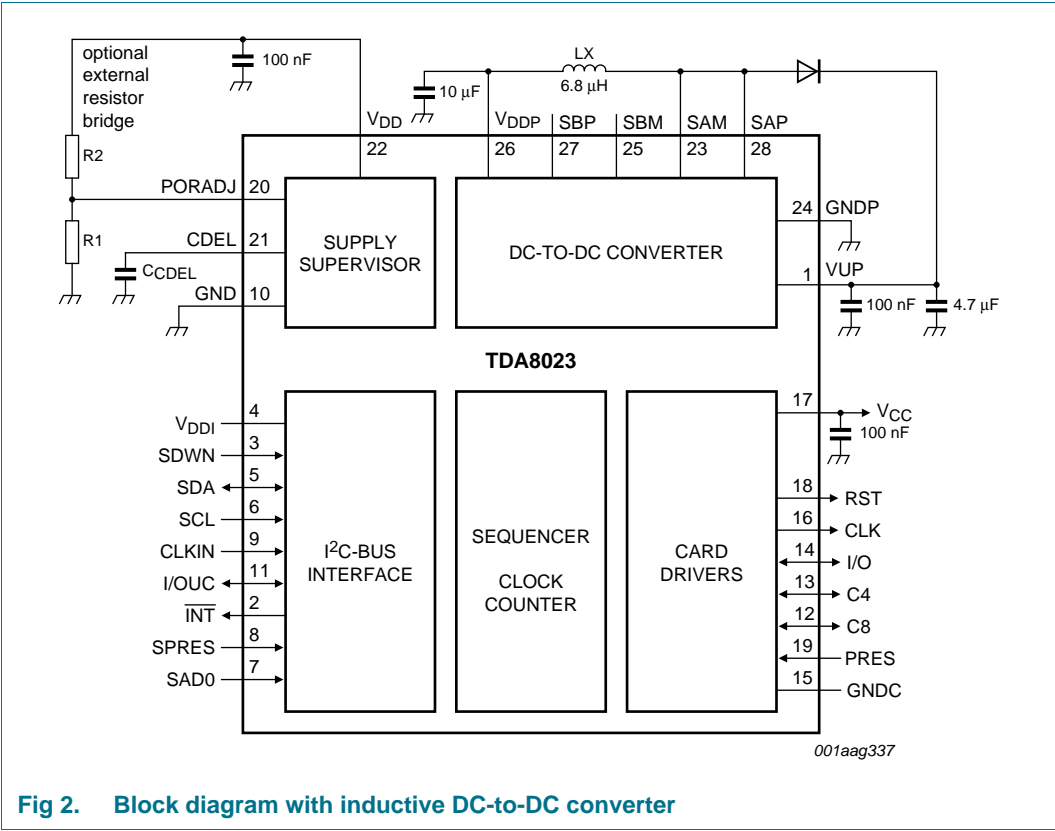 optional
external
resistor
bridge
100 nF
R2
R1
LX
6.8 μH
10 μF
VDD
22
VDDP
26
SBP
27
SBM
25
SAM
23
SAP
28
PORADJ 20
CDEL 21
CCDEL
GND 10
SUPPLY
SUPERVISOR
DC-TO-DC CONVERTER
24 GNDP
1 VUP
100 nF
4.7 μF
TDA8023
VDDI 4
SDWN 3
SDA 5
SCL 6
CLKIN 9
I/OUC 11
INT 2
SPRES 8
SAD0 7
I2C-BUS
INTERFACE
SEQUENCER
CLOCK
COUNTER
CARD
DRIVERS
17 VCC
100 nF
18 RST
16 CLK
14 I/O
13 C4
12 C8
19 PRES
15 GNDC
001aag337
Fig 2. Block diagram with inductive DC-to-DC converter